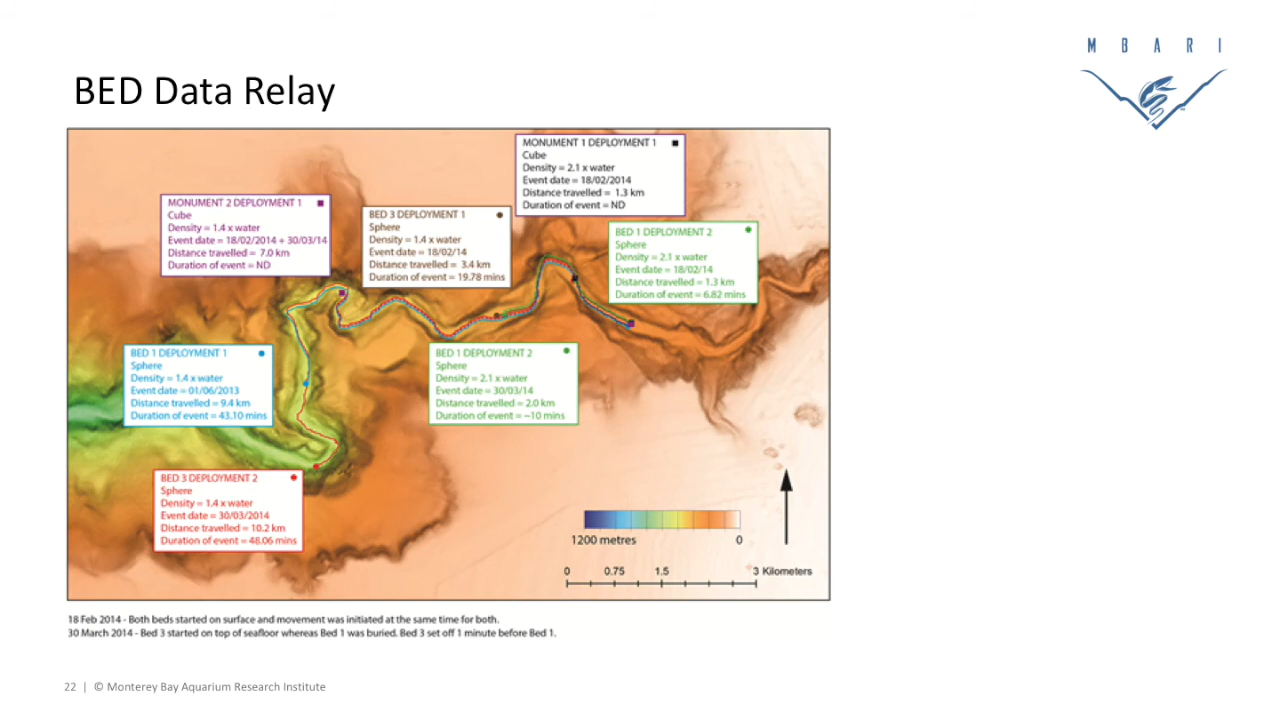 M B A R I
BED Data Relay
MONUMENT 1 DEPLOYMENT 1
Cube
Density = 2.1 x water
Event date = 18/02/2014
Distance travelled = 1.3 km
Duration of event = ND
MONUMENT 2 DEPLOYMENT 1
Cube
Density = 1.4 x water
Event date = 18/02/2014 + 30/03/14
Distance travelled = 7.0 km
Duration of event = ND
BED 3 DEPLOYMENT 1
Sphere
Density = 1.4 x water
Event date = 18/02/14
Distance travelled = 3.4 km
Duration of event = 19.78 mins
BED 1 DEPLOYMENT 2
Sphere
Density = 2.1 x water
Event date = 18/02/14
Distance travelled = 1.3 km
Duration of event = 6.82 mins
BED 1 DEPLOYMENT 1
Sphere
Density = 1.4 x water
Event date = 01/06/2013
Distance travelled = 9.4 km
Duration of event = 43.10 mins
BED 1 DEPLOYMENT 2
Sphere
Density = 2.1 x water
Event date = 30/03/14
Distance travelled = 2.0 km
Duration of event = ~10 mins
BED 3 DEPLOYMENT 2
Sphere
Density = 1.4 x water
Event date = 30/03/2014
Distance travelled = 10.2 km
Duration of event = 48.06 mins
1200 metres 0
0 0.75 1.5 3 Kilometers
18 Feb 2014 - Both beds started on surface and movement was initiated at the same time for both.
30 March 2014 - Bed 3 started on top of seafloor whereas Bed 1 was buried. Bed 3 set off 1 minute before Bed 1.
22 | © Monterey Bay Aquarium Research Institute